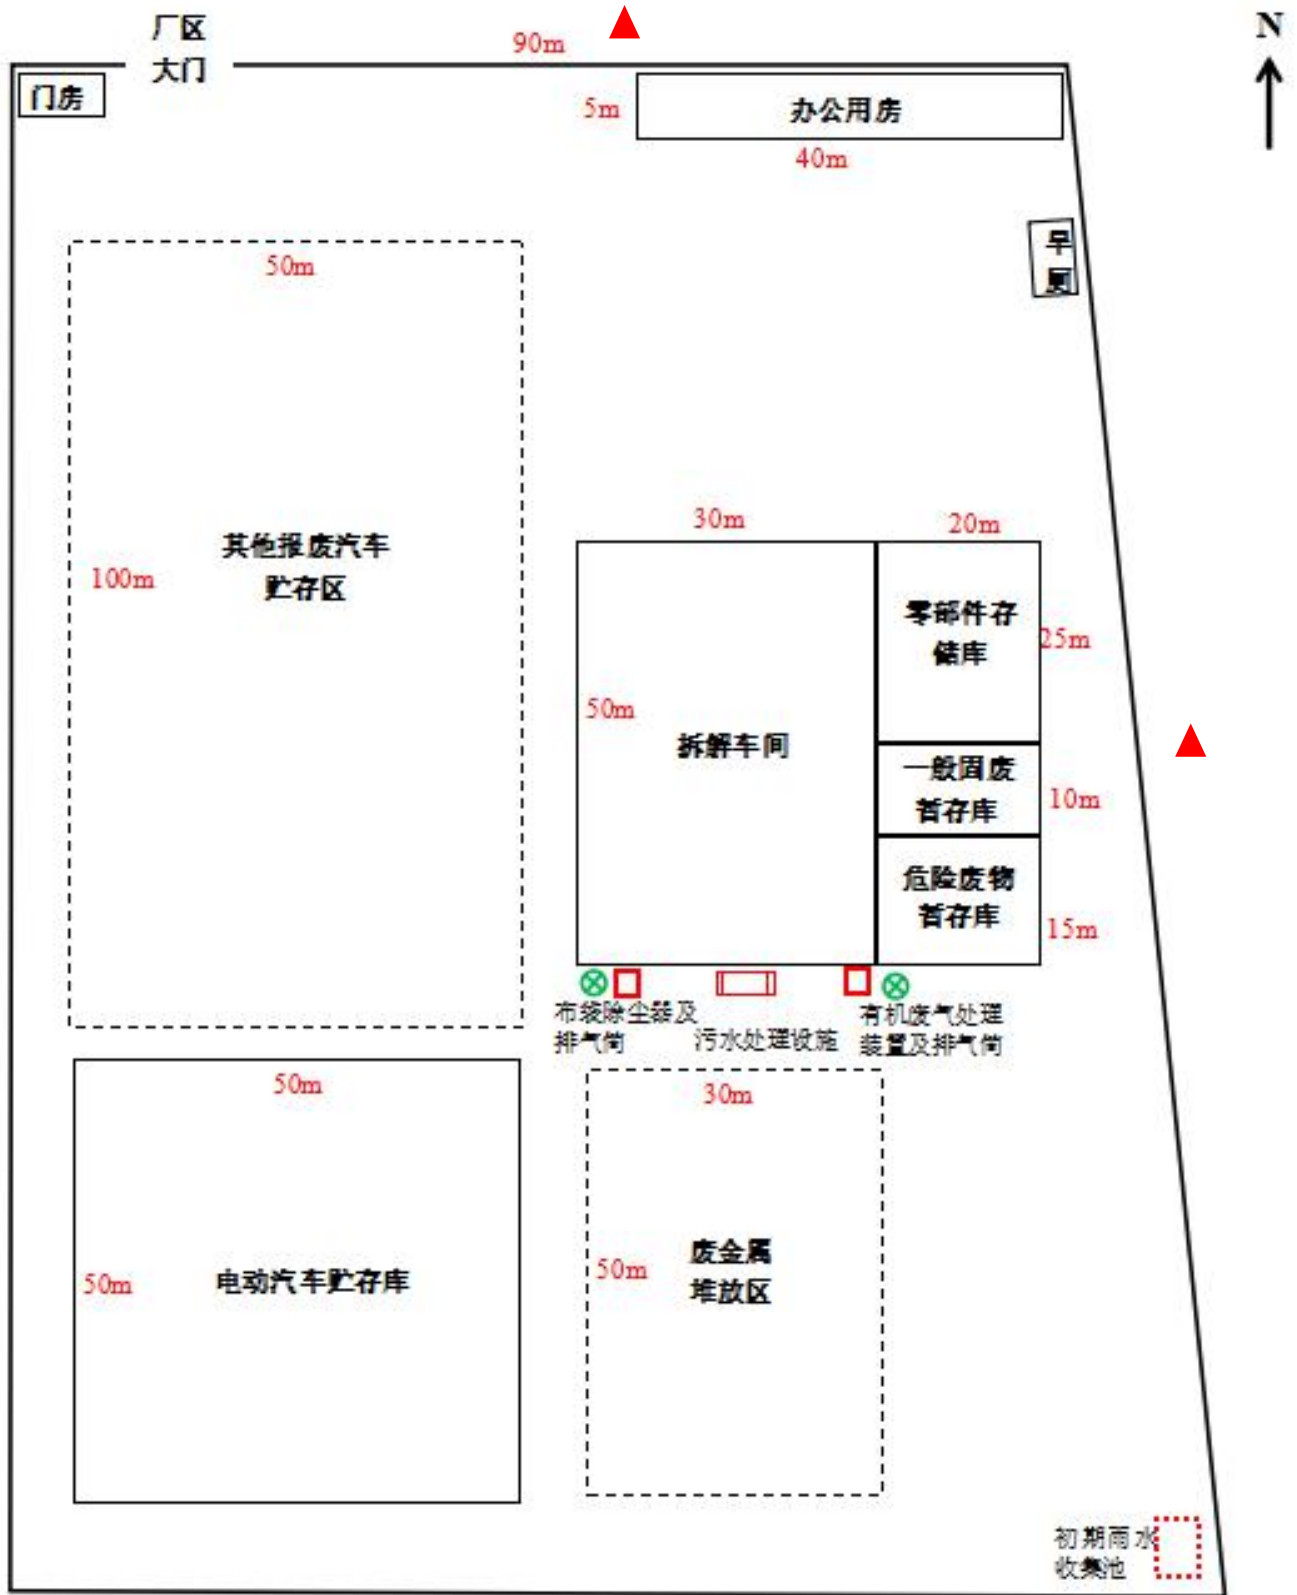 厂区
大门
90m
N
门房
5m
办公用房
40m
旱
厕
50m
100m
其他报废汽车
贮存区
30m
20m
零部件存
储库
25m
50m
拆解车间
一般固废
暂存库
10m
危险废物
暂存库
15m
布袋除尘器及
排气筒
污水处理设施
有机废气处理
装置及排气筒
50m
50m
电动汽车贮存库
30m
50m
废金属
堆放区
初期雨水
收集池